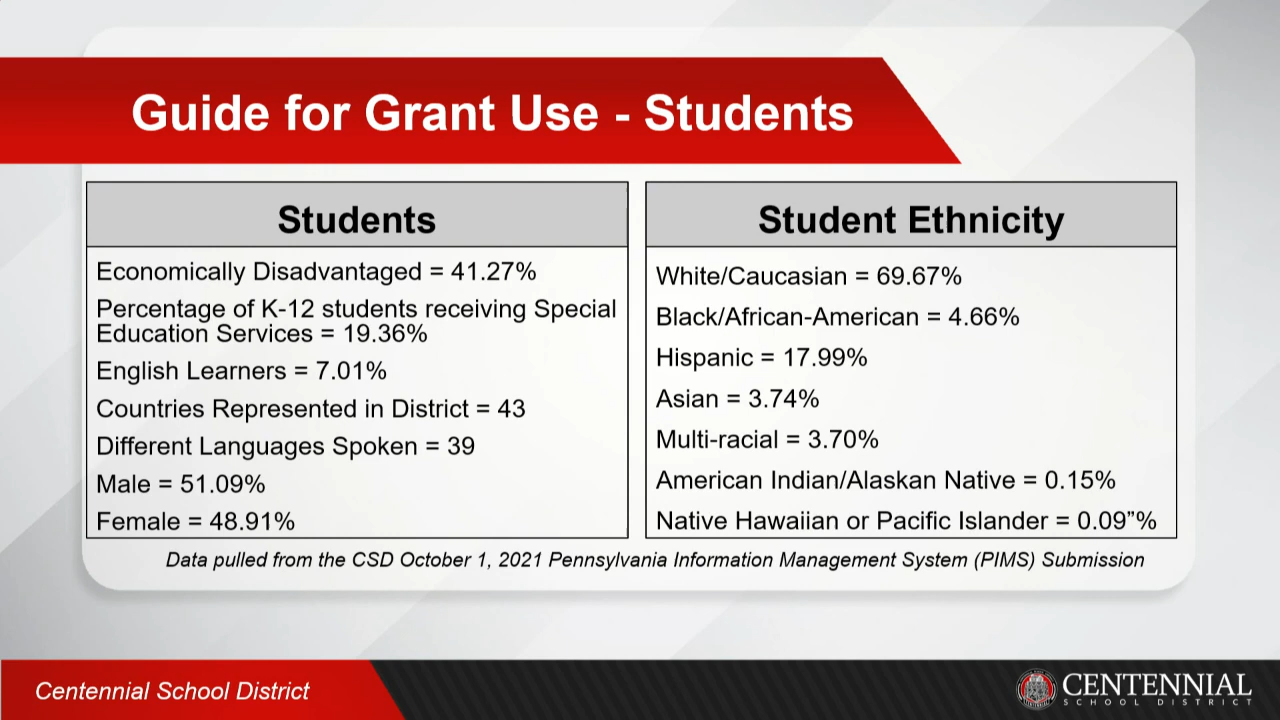 Guide for Grant Use - Students
Students
Economically Disadvantaged = 41.27%
Percentage of K-12 students receiving Special
Education Services = 19.36%
English Learners = 7.01%
Countries Represented in District = 43
Different Languages Spoken = 39
Male = 51.09%
Female = 48.91%
Student Ethnicity
White/Caucasian = 69.67%
Black/African-American = 4.66%
Hispanic = 17.99%
Asian = 3.74%
Multi-racial = 3.70%
American Indian/Alaskan Native = 0.15%
Native Hawaiian or Pacific Islander = 0.09”%
Data pulled from the CSD October 1, 2021 Pennsylvania Information Management System (PIMS) Submission
Centennial School District
CENTENNIAL
SCHOOL DISTRICT